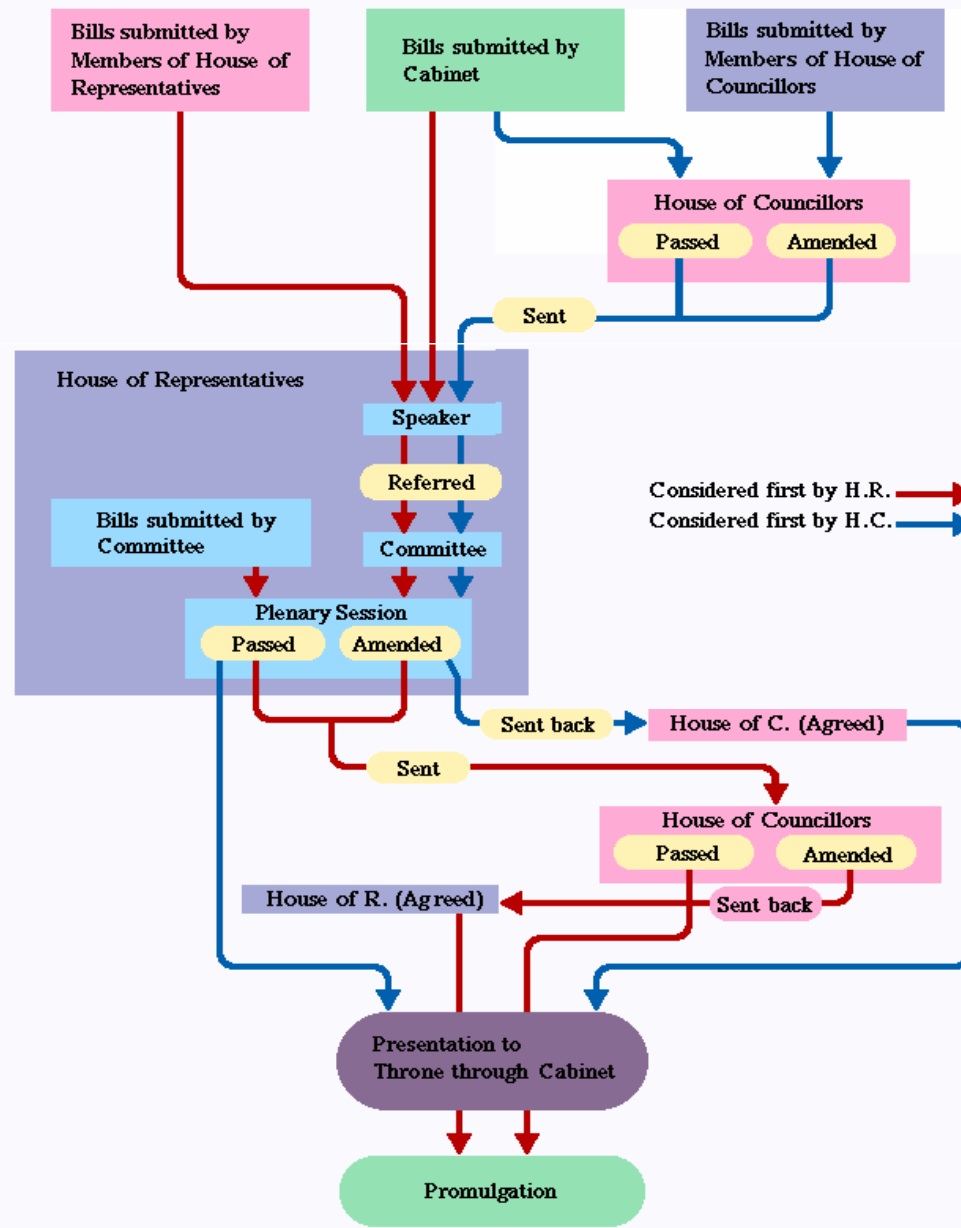 Bills submitted by
Members of House of
Representatives
Bills submitted by
Cabinet
Bills submitted by
Members of House of
Councillors
House of Councillors
Passed
Amended
Sent
House of Representatives
Speaker
Referred
Considered first by H.R.
Considered first by H.C.
Bills submitted by
Committee
Committee
Plenary Session
Passed
Amended
Sent back
House of C. (Agreed)
Sent
House of Councillors
Passed
Amended
House of R. (Agreed)
Sent back
Presentation to
Throne through Cabinet
Promulgation